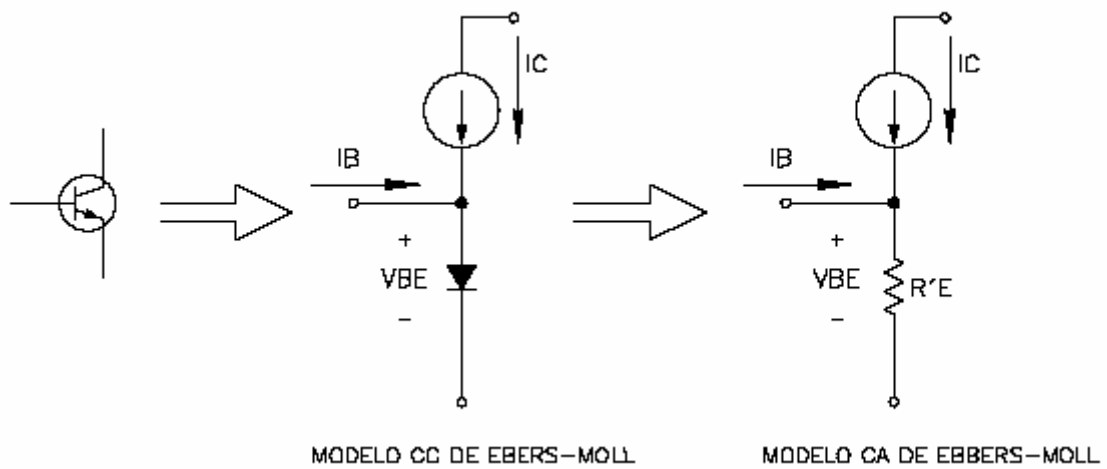 IC
IB
+
VBE
−
MODELO CC DE EBERS−MOLL
IC
IB
+
VBE
−
R'E
MODELO CA DE EBBERS−MOLL